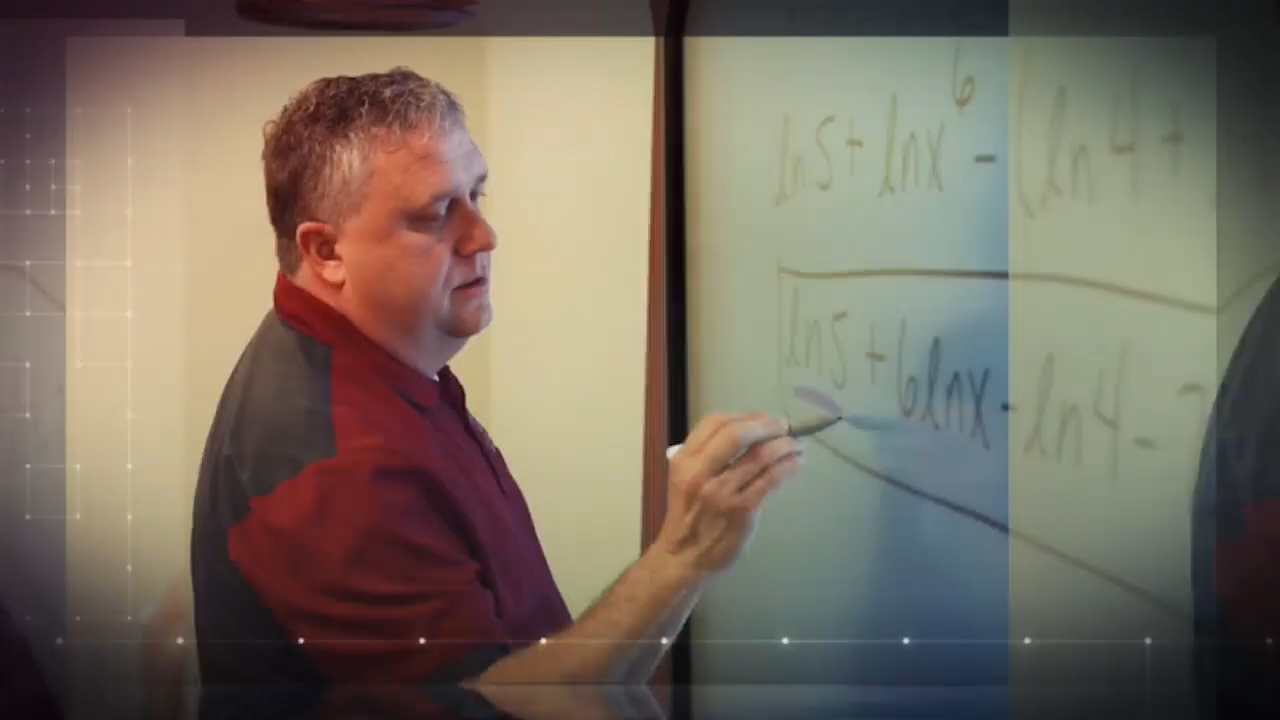 ln5 + lnx⁶ - (ln4 +
ln5 + 6lnx - ln4 -